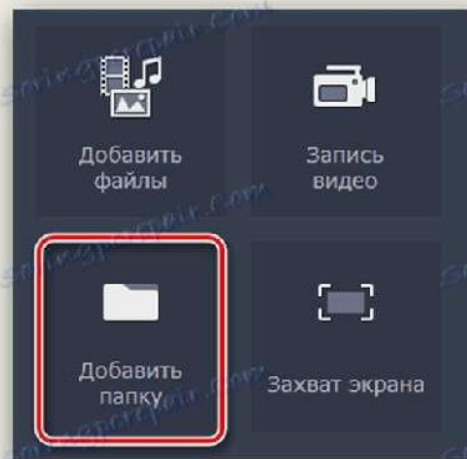 Добавить
файлы
Запись
видео
Добавить
папку
Захват экрана